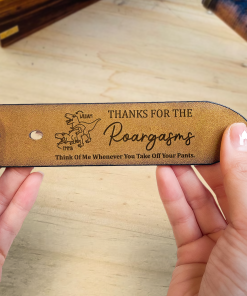 THANKS FOR THE
Roargasms
Think Of Me Whenever You Take Off Your Pants.